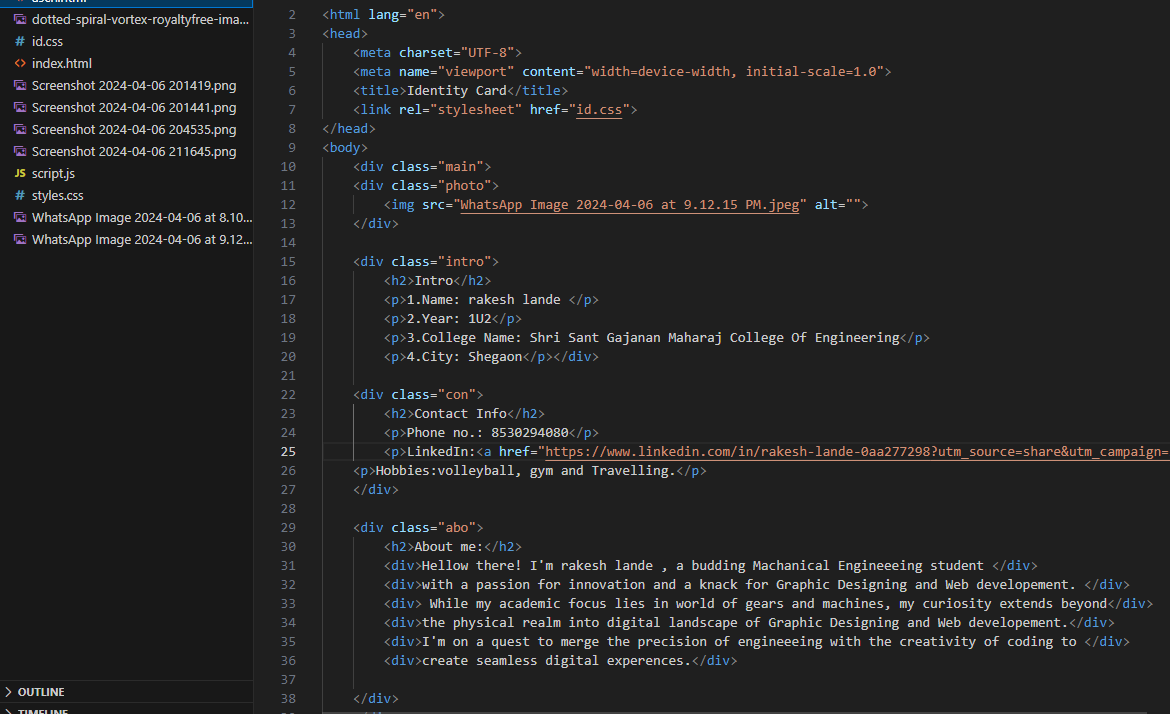 dotted-spiral-vortex-royaltyfree-ima...
# id.css
<> index.html
Screenshot 2024-04-06 201419.png
Screenshot 2024-04-06 201441.png
Screenshot 2024-04-06 204535.png
Screenshot 2024-04-06 211645.png
JS script.js
# styles.css
WhatsApp Image 2024-04-06 at 8.10...
WhatsApp Image 2024-04-06 at 9.12...
OUTLINE
TIMELINE
2 <html lang="en">
3 <head>
4 <meta charset="UTF-8">
5 <meta name="viewport" content="width=device-width, initial-scale=1.0">
6 <title>Identity Card</title>
7 <link rel="stylesheet" href="id.css">
8 </head>
9 <body>
10 <div class="main">
11 <div class="photo">
12 <img src="WhatsApp Image 2024-04-06 at 9.12.15 PM.jpeg" alt="">
13 </div>
14
15 <div class="intro">
16 <h2>Intro</h2>
17 <p>1.Name: rakesh lande </p>
18 <p>2.Year: 1U2</p>
19 <p>3.College Name: Shri Sant Gajanan Maharaj College Of Engineering</p>
20 <p>4.City: Shegaon</p></div>
21
22 <div class="con">
23 <h2>Contact Info</h2>
24 <p>Phone no.: 8530294080</p>
25 <p>LinkedIn:<a href="https://www.linkedin.com/in/rakesh-lande-0aa277298?utm_source=share&utm_campaign=
26 <p>Hobbies:volleyball, gym and Travelling.</p>
27 </div>
28
29 <div class="abo">
30 <h2>About me:</h2>
31 <div>Hellow there! I'm rakesh lande , a budding Machanical Engineeeing student </div>
32 <div>with a passion for innovation and a knack for Graphic Designing and Web developement. </div>
33 <div> While my academic focus lies in world of gears and machines, my curiosity extends beyond</div>
34 <div>the physical realm into digital landscape of Graphic Designing and Web developement.</div>
35 <div>I'm on a quest to merge the precision of engineeeing with the creativity of coding to </div>
36 <div>create seamless digital experences.</div>
37
38 </div>